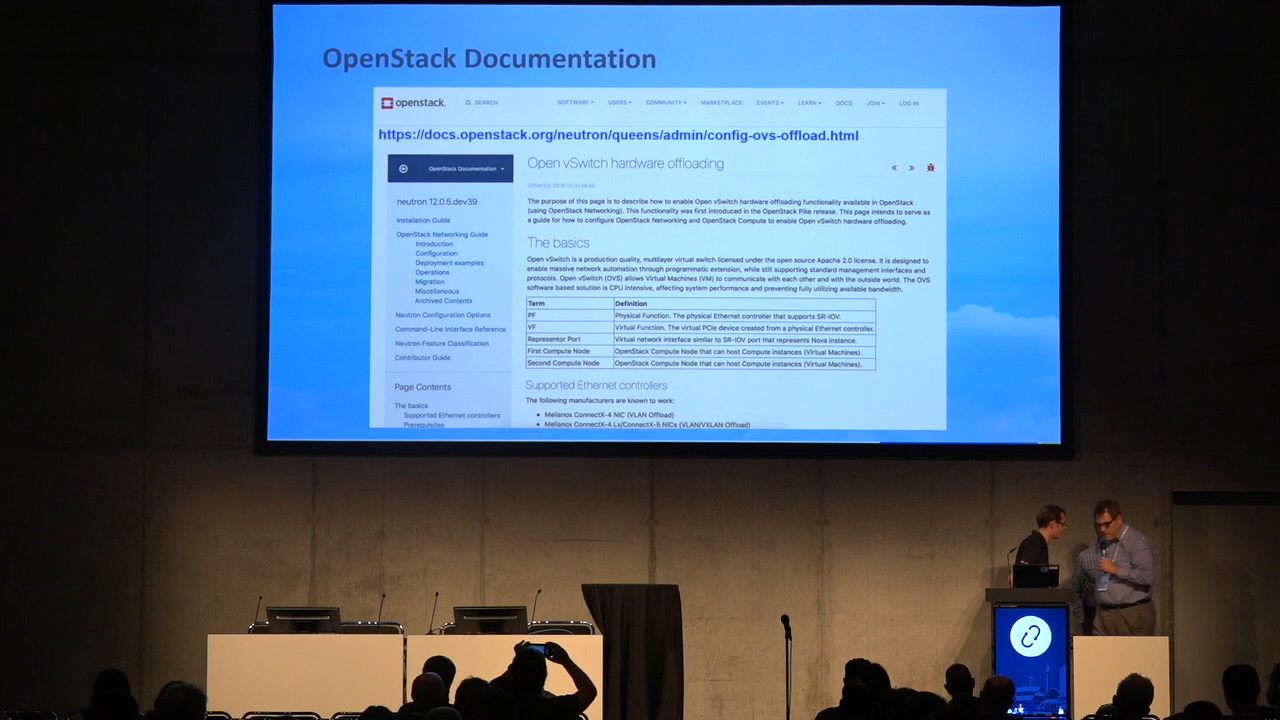 OpenStack Documentation
openstack.
SEARCH
SOFTWARE
USERS
COMMUNITY
MARKETPLACE
EVENTS
LEARN
DOCS
JOIN
LOG IN
https://docs.openstack.org/neutron/queens/admin/config-ovs-offload.html
OpenStack Documentation
neutron 12.0.5.dev39
Installation Guide
OpenStack Networking Guide
Introduction
Configuration
Deployment examples
Operations
Migration
Miscellaneous
Archived Contents
Neutron Configuration Options
Command-Line Interface Reference
Neutron Feature Classification
Contributor Guide
Page Contents
The basics
Supported Ethernet controllers
Prerequisites
Open vSwitch hardware offloading
The purpose of this page is to describe how to enable Open vSwitch hardware offloading functionality available in OpenStack
(using OpenStack Networking). This functionality was first introduced in the OpenStack Pike release. This page intends to serve as
a guide for how to configure OpenStack Networking and OpenStack Compute to enable Open vSwitch hardware offloading.
The basics
Open vSwitch is a production quality, multilayer virtual switch licensed under the open source Apache 2.0 license. It is designed to
enable massive network automation through programmatic extension, while still supporting standard management interfaces and
protocols. Open vSwitch (OVS) allows Virtual Machines (VM) to communicate with each other and with the outside world. The OVS
software based solution is CPU intensive, affecting system performance and preventing fully utilizing available bandwidth.
Term Definition
PF Physical Function. The physical Ethernet controller that supports SR-IOV.
VF Virtual Function. The virtual PCIe device created from a physical Ethernet controller.
Representor Port Virtual network interface similar to SR-IOV port that represents Nova instance.
First Compute Node OpenStack Compute Node that can host Compute instances (Virtual Machines).
Second Compute Node OpenStack Compute Node that can host Compute instances (Virtual Machines).
Supported Ethernet controllers
The following manufacturers are known to work:
• Mellanox ConnectX-4 NIC (VLAN Offload)
• Mellanox ConnectX-4 Lx/ConnectX-5 NICs (VLAN/VXLAN Offload)